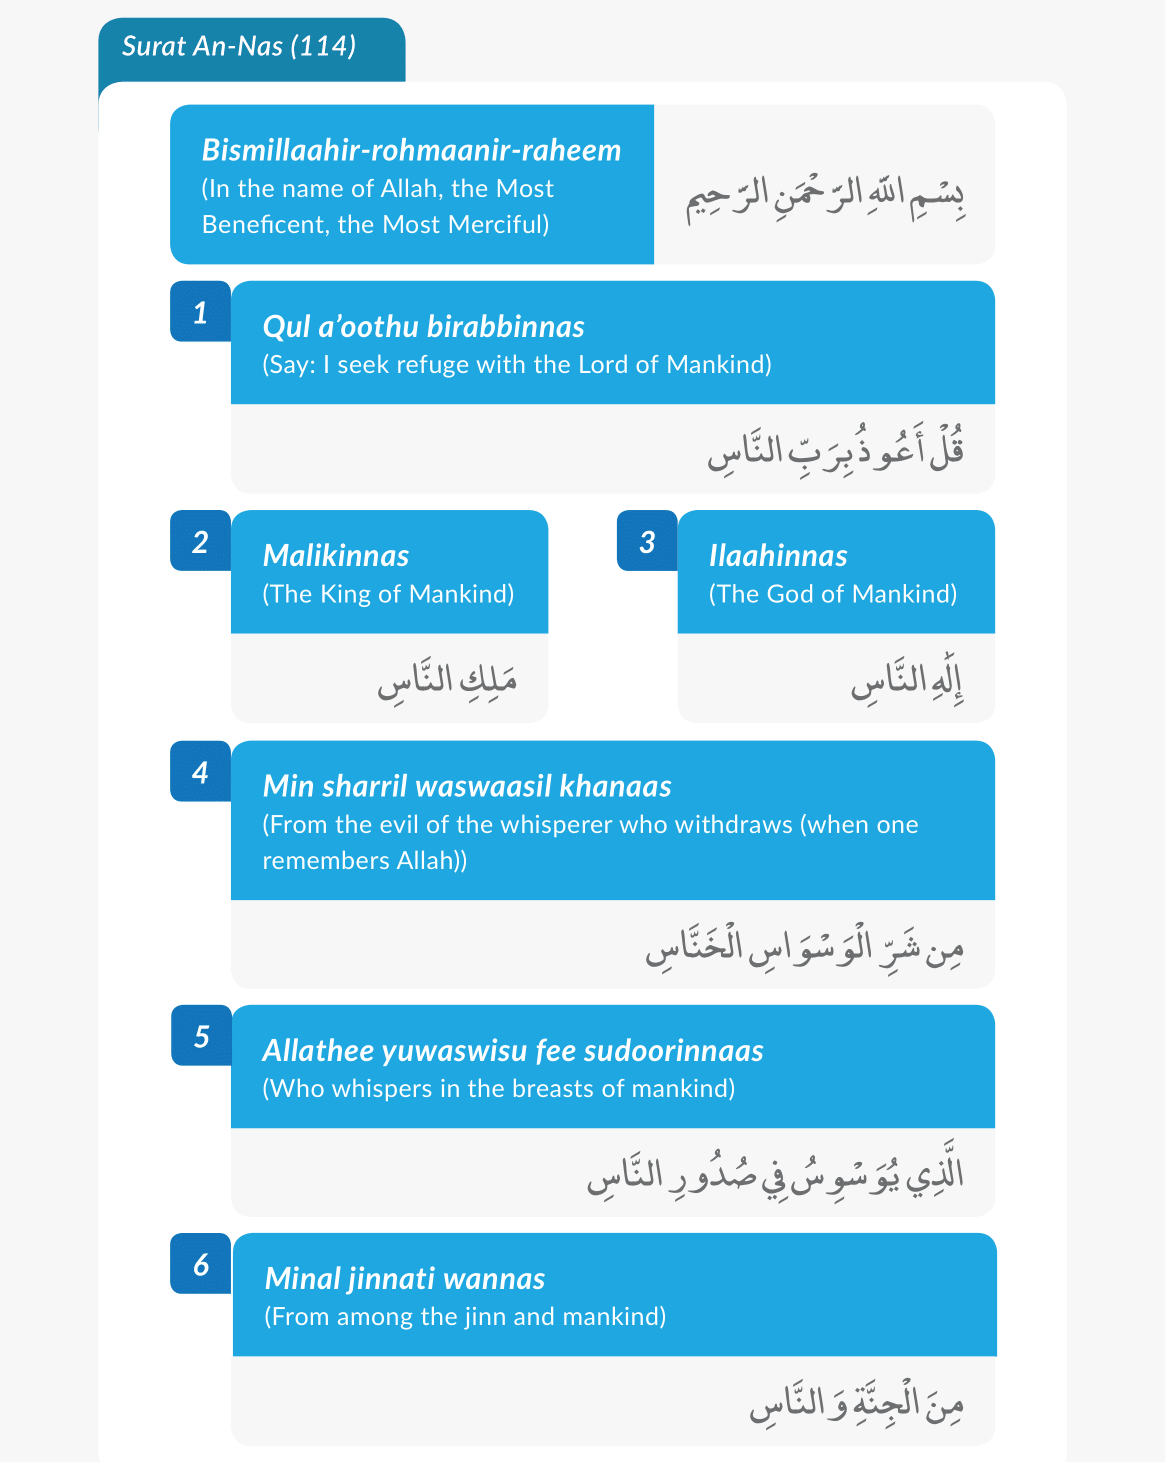 Surat An-Nas (114)
Bismillaahir-rohmaanir-raheem
(In the name of Allah, the Most
Beneficent, the Most Merciful)
بِسْمِ اللَّهِ الرَّحْمَنِ الرَّحِيمِ
1
Qul a’oothu birabbinnas
(Say: I seek refuge with the Lord of Mankind)
قُلْ أَعُوذُ بِرَبِّ النَّاسِ
2
Malikinnas
(The King of Mankind)
مَلِكِ النَّاسِ
3
Ilaahinnas
(The God of Mankind)
إِلَٰهِ النَّاسِ
4
Min sharril waswaasil khanaas
(From the evil of the whisperer who withdraws (when one
remembers Allah))
مِن شَرِّ الْوَسْوَاسِ الْخَنَّاسِ
5
Allathee yuwaswisu fee sudoorinnaas
(Who whispers in the breasts of mankind)
الَّذِي يُوَسْوِسُ فِي صُدُورِ النَّاسِ
6
Minal jinnati wannas
(From among the jinn and mankind)
مِنَ الْجِنَّةِ وَ النَّاسِ